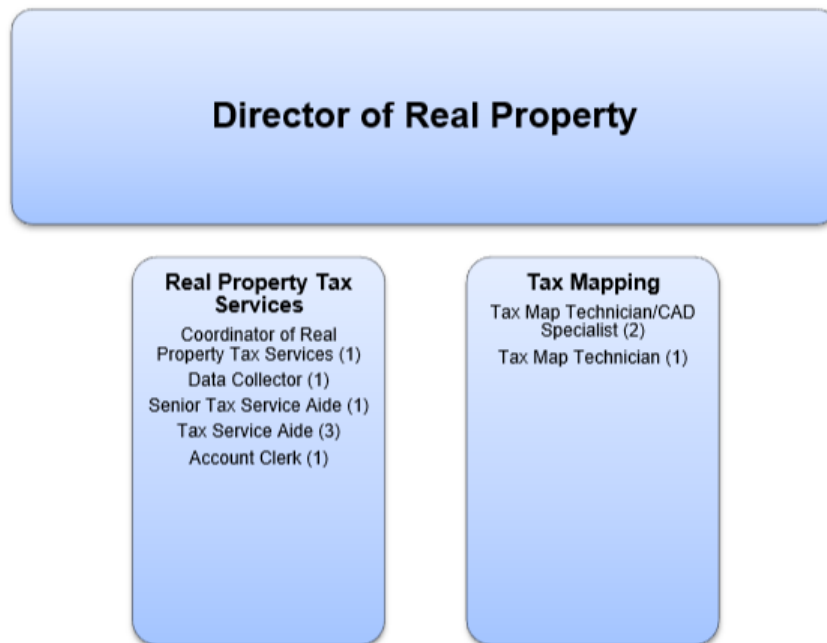 Director of Real Property
Real Property Tax
Services
Coordinator of Real
Property Tax Services (1)
Data Collector (1)
Senior Tax Service Aide (1)
Tax Service Aide (3)
Account Clerk (1)
Tax Mapping
Tax Map Technician/CAD
Specialist (2)
Tax Map Technician (1)